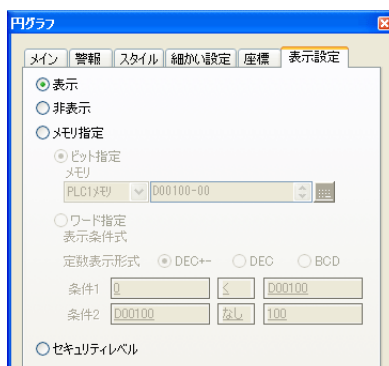 円グラフ
メイン 警報 スタイル 細かい設定 座標 表示設定
表示
非表示
メモリ指定
ビット指定
メモリ
PLC1メモリ D00100-00
ワード指定
表示条件式
定数表示形式 DEC+- DEC BCD
条件1 0 < D00100
条件2 D00100 なし 100
セキュリティレベル